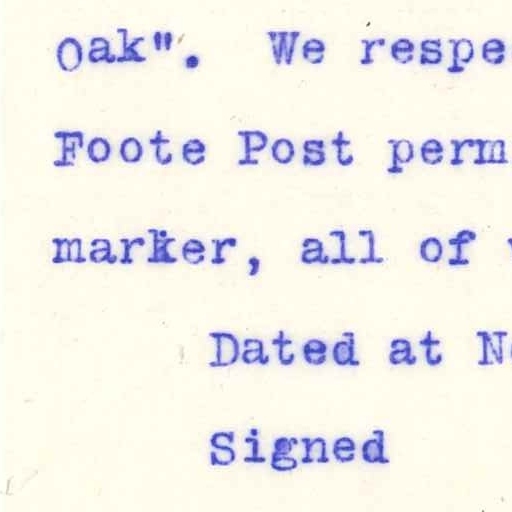 Oak". We respe
Foote Post perm
marker, all of
Dated at N
Signed